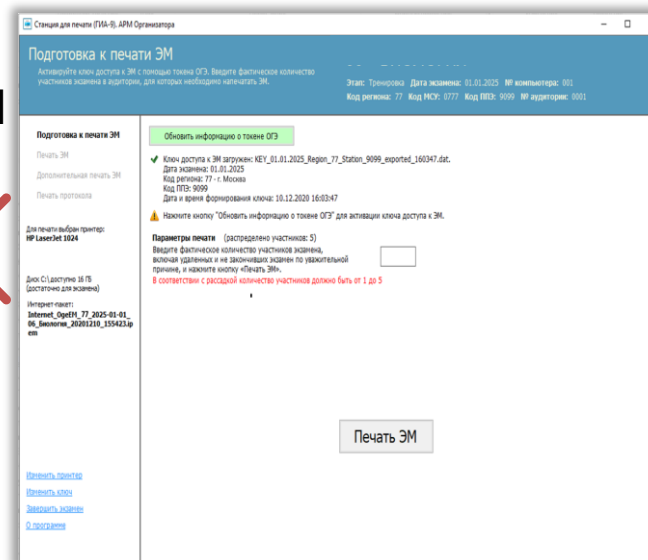 Станция для печати (ГИА-9). АРМ Организатора
Подготовка к печати ЭМ
Активируйте ключ доступа к ЭМ с помощью токена ОГЭ. Введите фактическое количество
участников экзамена в аудитории, для которых необходимо напечатать ЭМ.
Этап: Тренировка Дата экзамена: 01.01.2025 № компьютера: 001
Код региона: 77 Код МСУ: 0777 Код ППЭ: 9099 № аудитории: 0001
Подготовка к печати ЭМ
Печать ЭМ
Дополнительная печать ЭМ
Печать протокола
Для печати выбран принтер:
HP LaserJet 1024
Диск C:\ доступно 16 ГБ
(достаточно для экзамена)
Интернет-пакет:
Internet_OgeEM_77_2025-01-01_
06_Биология_20201210_155423.ip
em
Изменить принтер
Изменить ключ
Завершить экзамен
О программе
Обновить информацию о токене ОГЭ
Ключ доступа к ЭМ загружен: KEY_01.01.2025_Region_77_Station_9099_exported_160347.dat.
Дата экзамена: 01.01.2025
Код региона: 77 - г. Москва
Код ППЭ: 9099
Дата и время формирования ключа: 10.12.2020 16:03:47
Нажмите кнопку "Обновить информацию о токене ОГЭ" для активации ключа доступа к ЭМ.
Параметры печати (распределено участников: 5)
Введите фактическое количество участников экзамена,
включая удаленных и не закончивших экзамен по уважительной
причине, и нажмите кнопку «Печать ЭМ».
В соответствии с рассадкой количество участников должно быть от 1 до 5
Печать ЭМ